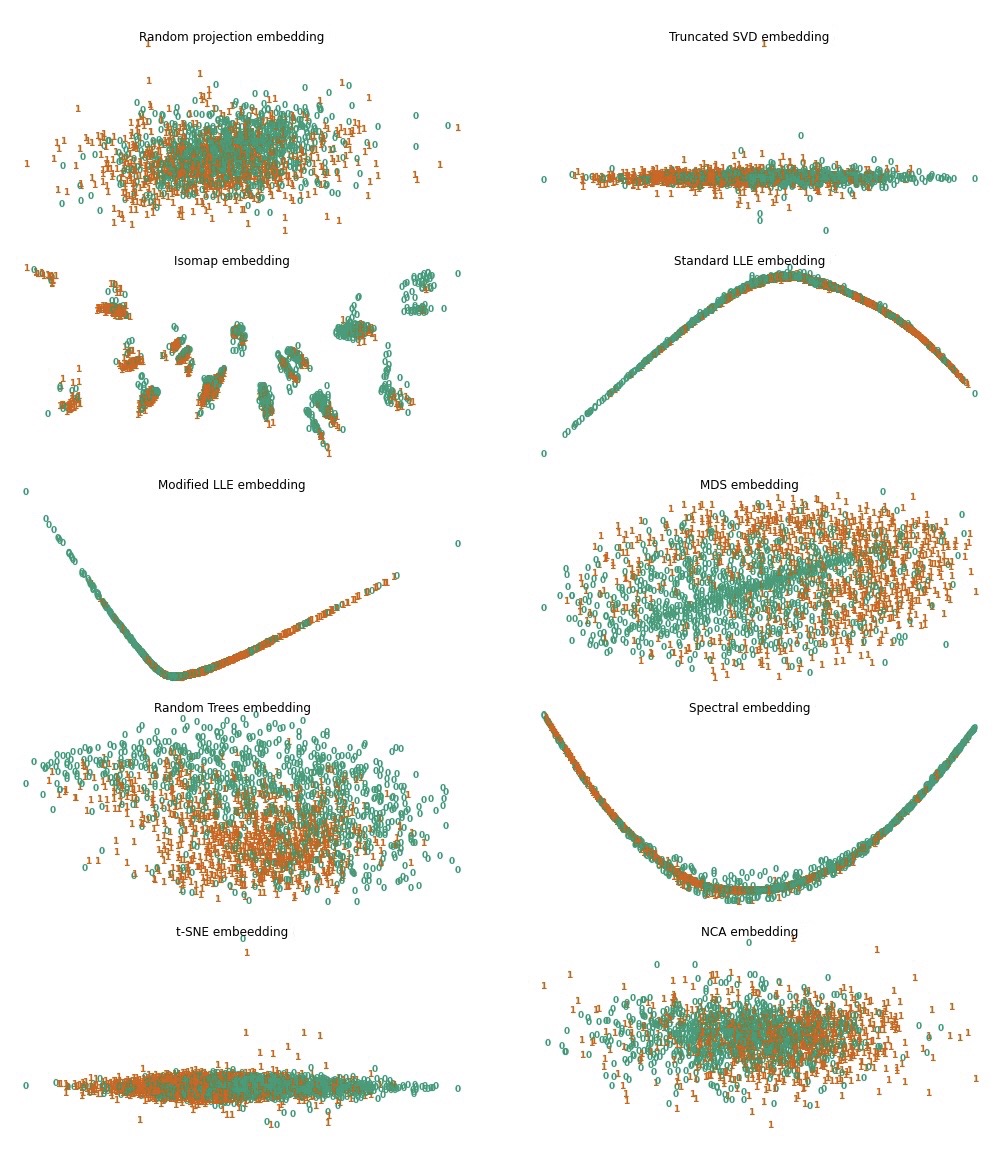 Random projection embedding
Truncated SVD embedding
Isomap embedding
Standard LLE embedding
Modified LLE embedding
MDS embedding
Random Trees embedding
Spectral embedding
t-SNE embeedding
NCA embedding